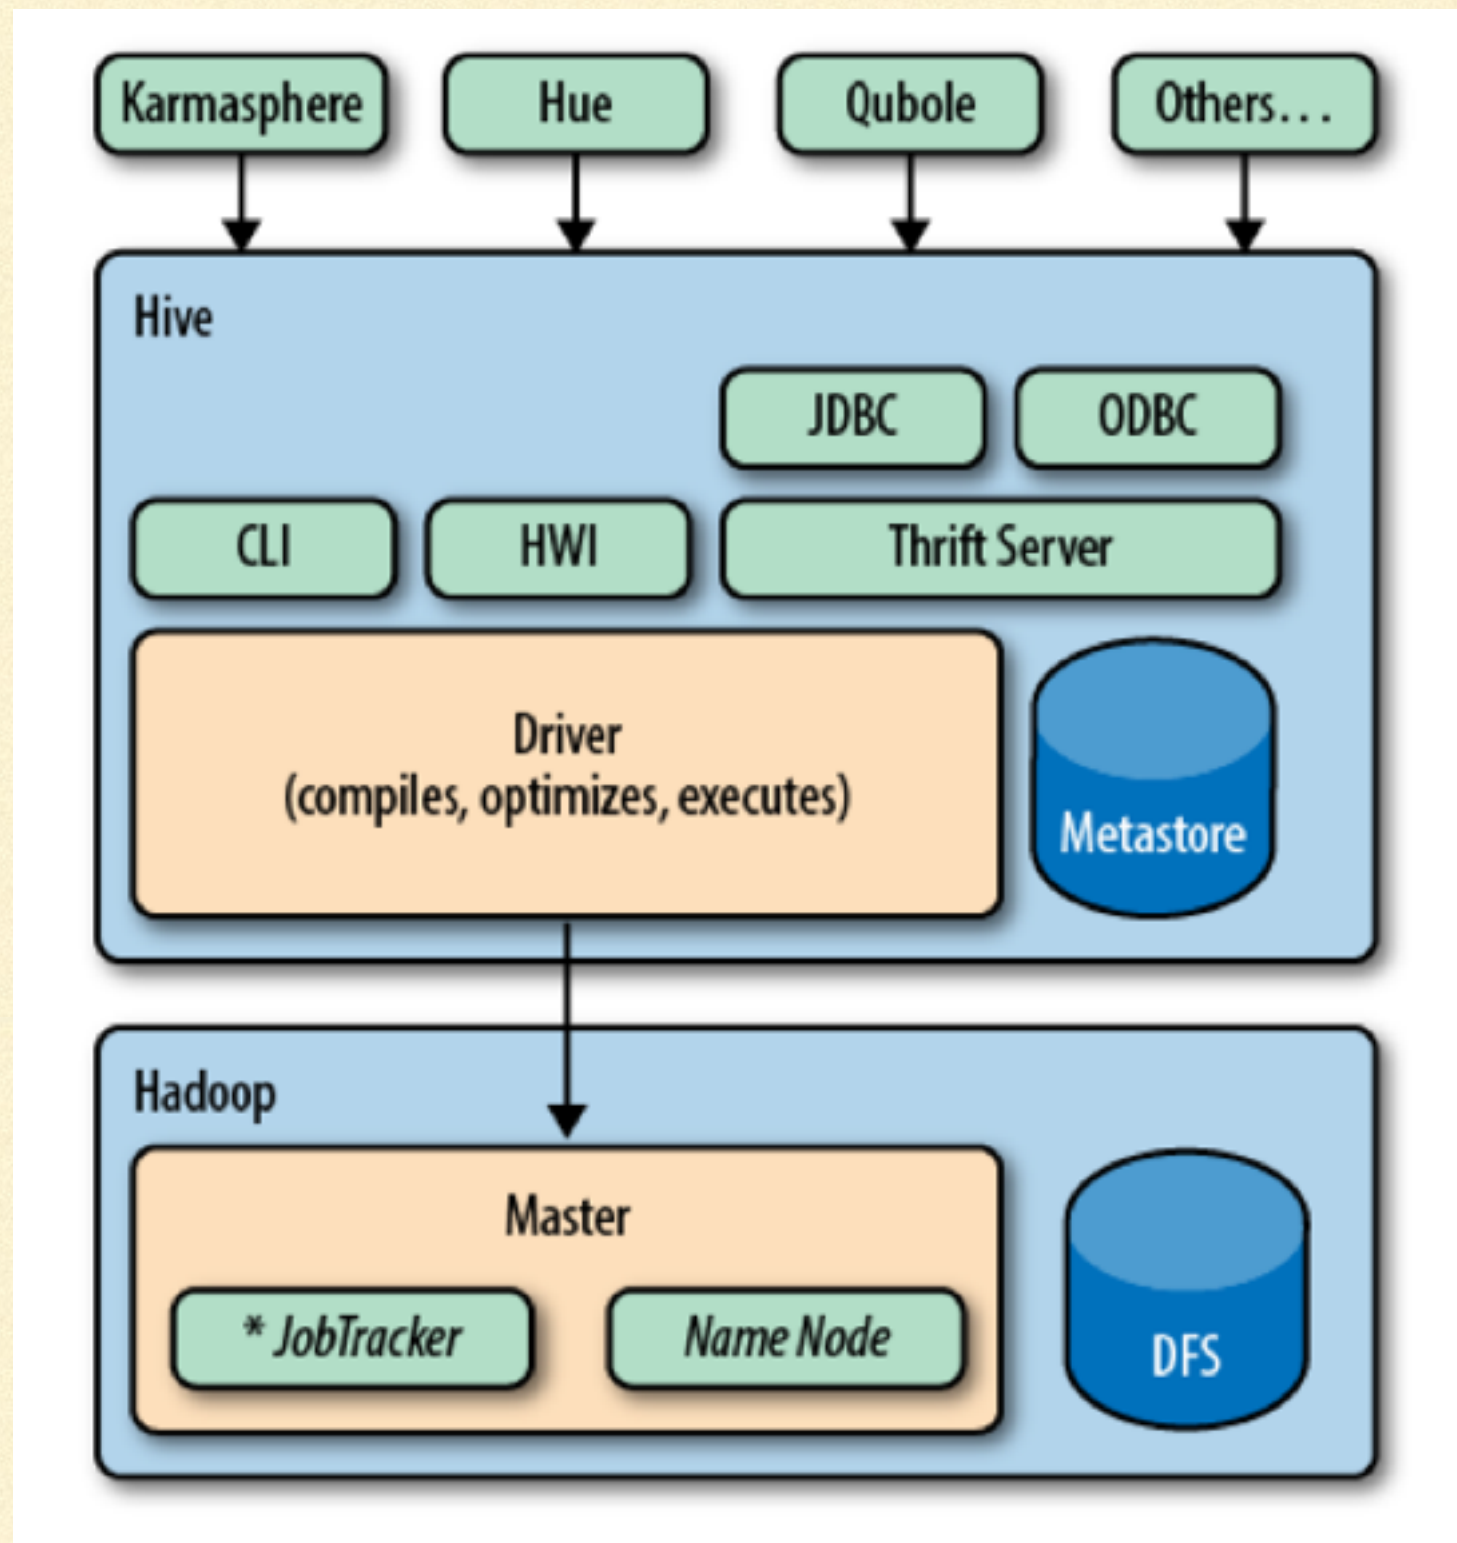 Karmasphere
Hue
Qubole
Others...
Hive
JDBC
ODBC
CLI
HWI
Thrift Server
Driver
(compiles, optimizes, executes)
Metastore
Hadoop
Master
* JobTracker
Name Node
DFS